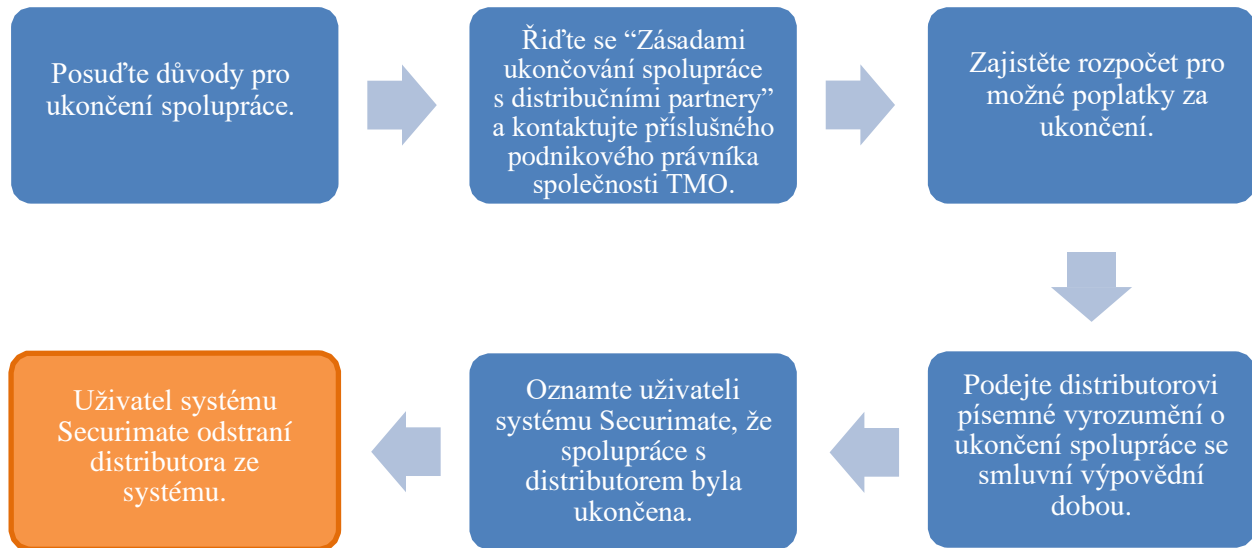 Posuďte důvody pro
ukončení spolupráce.
Řiďte se “Zásadami
ukončování spolupráce
s distribučními partnery”
a kontaktujte příslušného
podnikového právníka
společnosti TMO.
Zajistěte rozpočet pro
možné poplatky za
ukončení.
Podejte distributorovi
písemné vyrozumění o
ukončení spolupráce se
smluvní výpovědní
dobou.
Oznamte uživateli
systému Securimate, že
spolupráce s
distributorem byla
ukončena.
Uživatel systému
Securimate odstraní
distributora ze
systému.